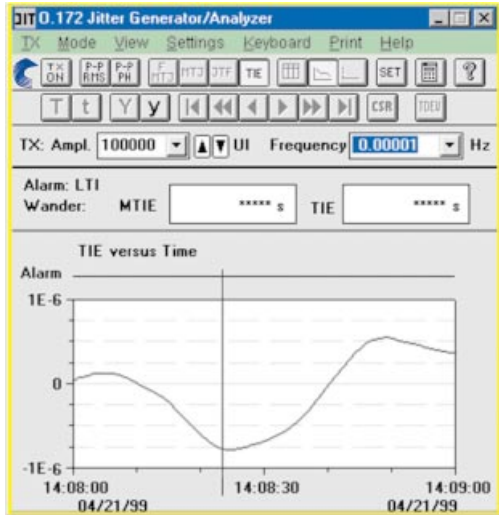 JIT O.172 Jitter Generator/Analyzer
TX Mode View Settings Keyboard Print Help
TX ON P-P RMS P-P PH F MTJ MTJ JTF TIE SET ?
T t Y y CSR TDEV
TX: Ampl. 100000 UI Frequency 0.00001 Hz
Alarm: LTI
Wander: MTIE ***** s TIE ***** s
TIE versus Time
Alarm
1E-6
0
-1E-6
14:08:00 14:08:30 14:09:00
04/21/99 04/21/99